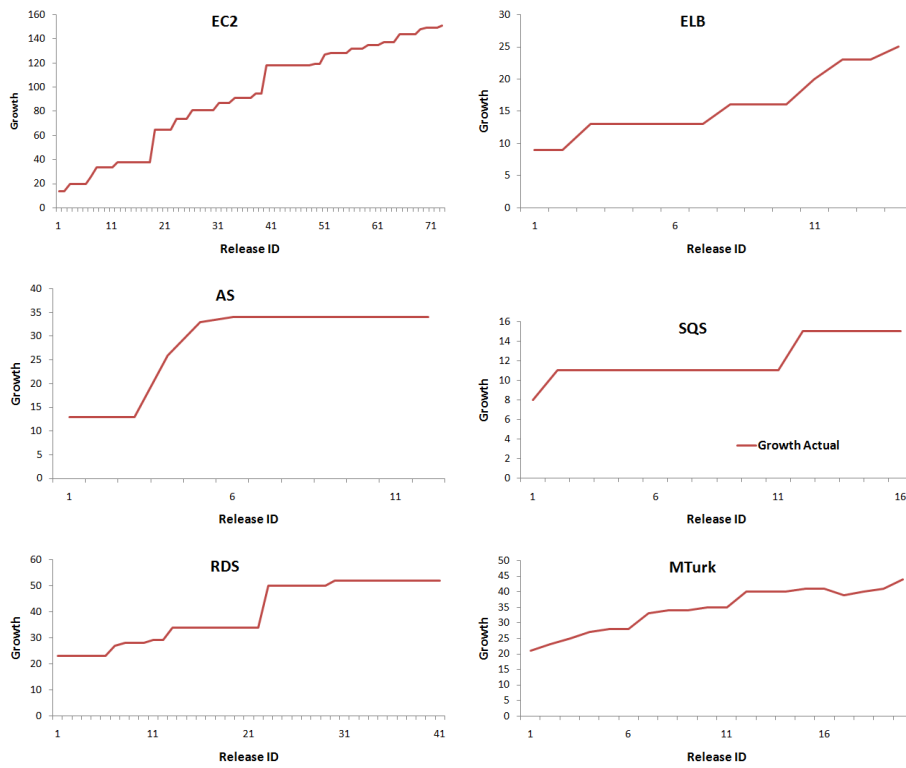 EC2
160
140
120
100
80
60
40
20
0
Growth
1 11 21 31 41 51 61 71
Release ID
ELB
30
25
20
15
10
5
0
Growth
1 6 11
Release ID
AS
40
35
30
25
20
15
10
5
0
Growth
1 6 11
Release ID
SQS
16
14
12
10
8
6
4
2
0
Growth
Growth Actual
1 6 11 16
Release ID
RDS
60
50
40
30
20
10
0
Growth
1 11 21 31 41
Release ID
MTurk
50
45
40
35
30
25
20
15
10
5
0
Growth
1 6 11 16
Release ID